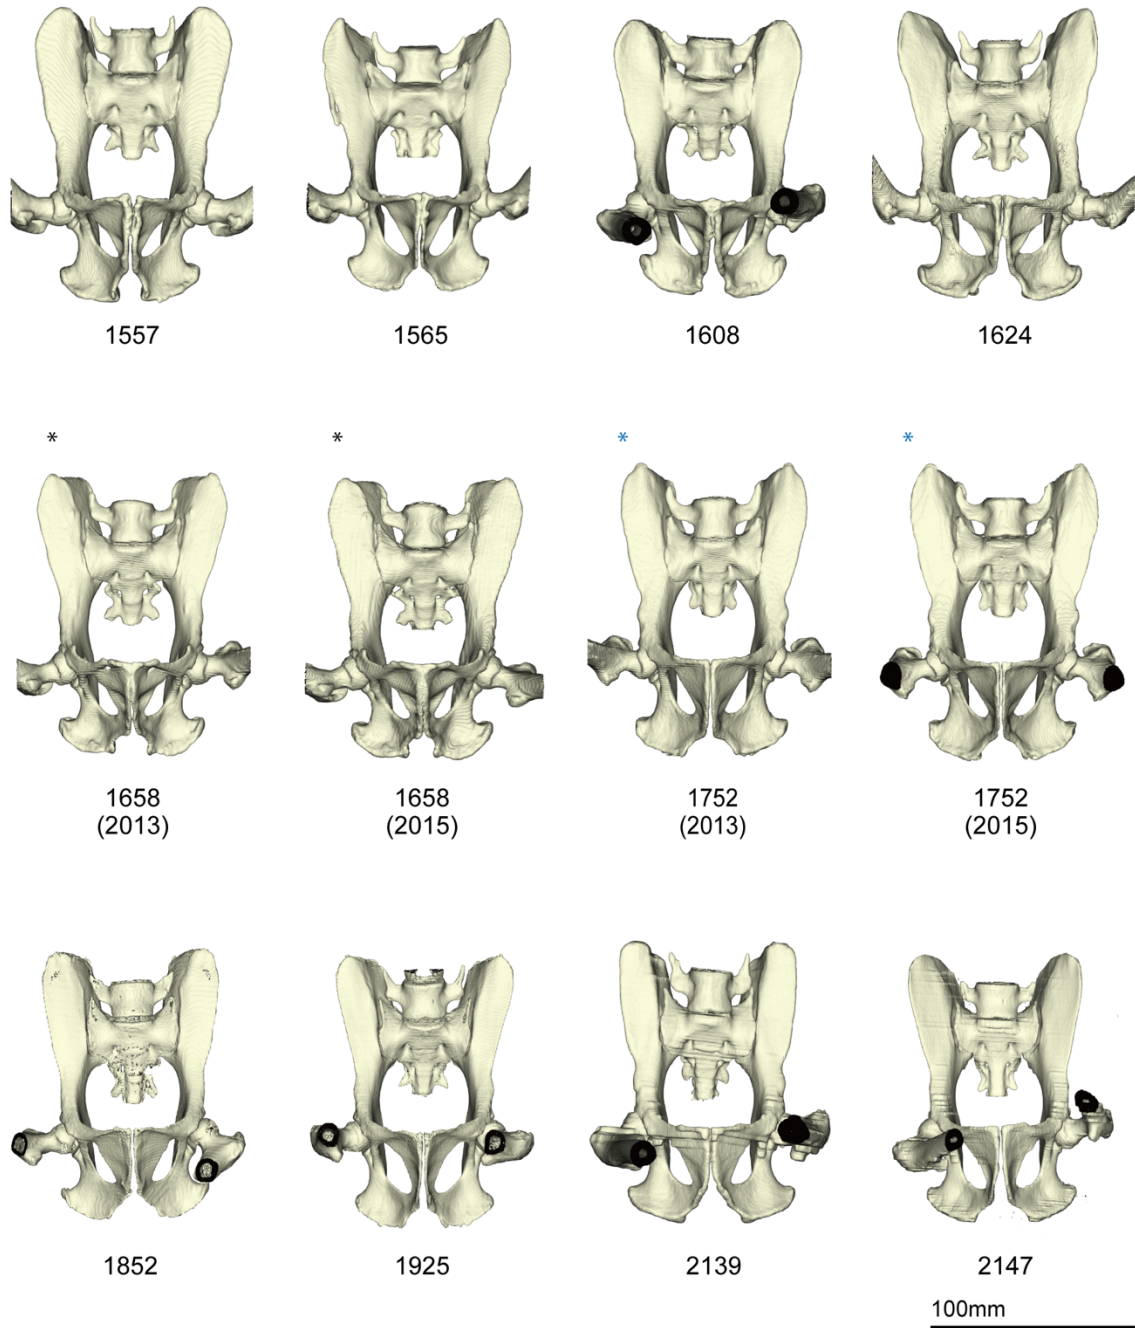 1557 1565 1608 1624
* * * *
1658 1658 1752 1752
(2013) (2015) (2013) (2015)
1852 1925 2139 2147
100mm